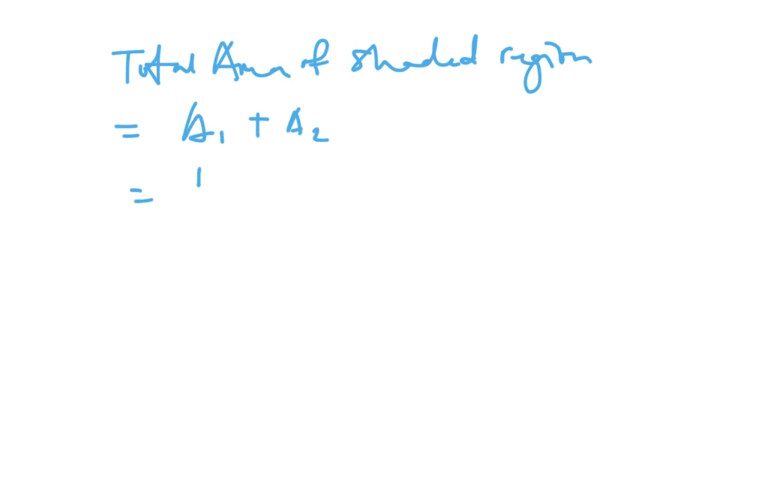 Total Area of shaded region
= A₁ + A₂
= 1